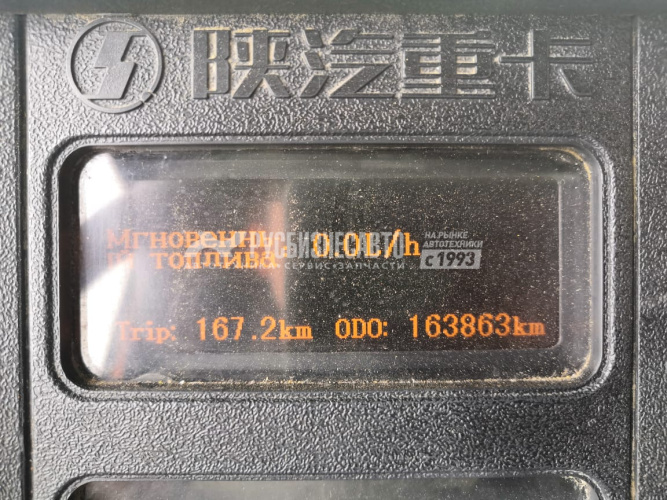 陕汽重卡
Мгновенны
й топлива 0.0L/h
РУСБИЗНЕСАВТО
НА РЫНКЕ
АВТОТЕХНИКИ
с 1993
СЕРВИС•ЗАПЧАСТИ
Trip: 167.2km ODO: 163863km